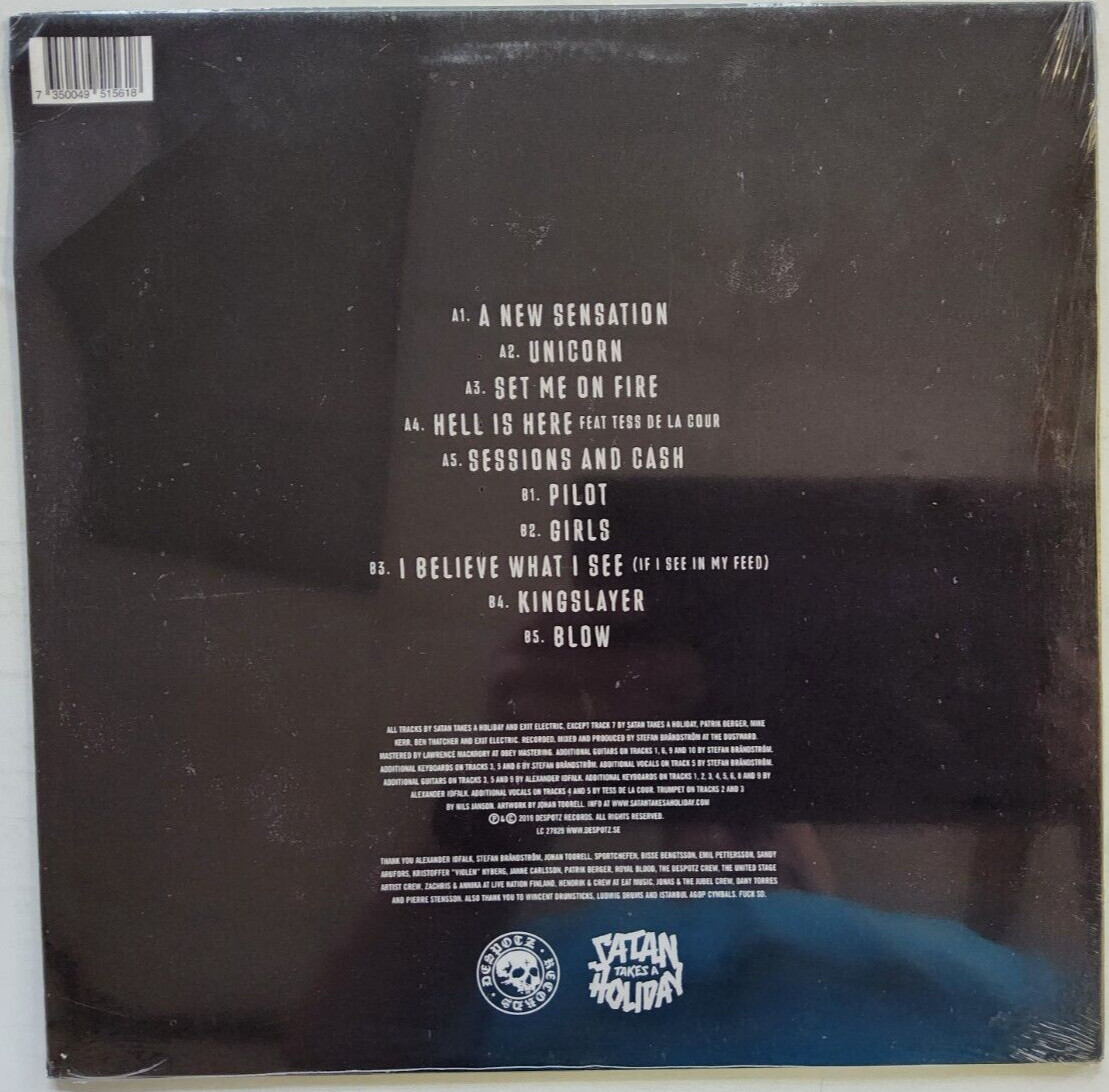 7 350049 515618
A1. A NEW SENSATION
A2. UNICORN
A3. SET ME ON FIRE
A4. HELL IS HERE FEAT TESS DE LA COUR
A5. SESSIONS AND CASH
B1. PILOT
B2. GIRLS
B3. I BELIEVE WHAT I SEE (IF I SEE IN MY FEED)
B4. KINGSLAYER
B5. BLOW
ALL TRACKS BY SATAN TAKES A HOLIDAY AND EXIT ELECTRIC, EXCEPT TRACK 7 BY SATAN TAKES A HOLIDAY, PATRIK BERGER, MIKE
KERR, BEN THATCHER AND EXIT ELECTRIC. RECORDED, MIXED AND PRODUCED BY STEFAN BRÄNDSTRÖM AT THE DUSTWARD.
MASTERED BY LAWRENCE MACKRORY AT OBEY MASTERING. ADDITIONAL GUITARS ON TRACKS 1, 6, 9 AND 10 BY STEFAN BRÄNDSTRÖM.
ADDITIONAL KEYBOARDS ON TRACKS 3, 5 AND 6 BY STEFAN BRÄNDSTRÖM. ADDITIONAL VOCALS ON TRACK 5 BY STEFAN BRÄNDSTRÖM.
ADDITIONAL GUITARS ON TRACKS 3, 5 AND 9 BY ALEXANDER IDFALK. ADDITIONAL KEYBOARDS ON TRACKS 1, 2, 3, 4, 5, 6, 8 AND 9 BY
ALEXANDER IDFALK. ADDITIONAL VOCALS ON TRACKS 4 AND 5 BY TESS DE LA COUR. TRUMPET ON TRACKS 2 AND 3
BY NILS JANSON. ARTWORK BY JOHAN TOORELL. INFO AT WWW.SATANTAKESAHOLIDAY.COM
Ⓟ & © 2019 DESPOTZ RECORDS. ALL RIGHTS RESERVED.
LC 27829 WWW.DESPOTZ.SE
THANK YOU ALEXANDER IDFALK, STEFAN BRÄNDSTRÖM, JOHAN TOORELL, SPORTCHEFEN, BISSE BENGTSSON, EMIL PETTERSSON, SANDY
ARUFORS, KRISTOFFER "VIOLEN" NYBERG, JANNE CARLSSON, PATRIK BERGER, ROYAL BLOOD, THE DESPOTZ CREW, THE UNITED STAGE
ARTIST CREW, ZACHRIS & ANNIKA AT LIVE NATION FINLAND, HENDRIK & CREW AT EAT MUSIC, JONAS & THE JUBEL CREW, DANY TORRES
AND PIERRE STENSSON. ALSO THANK YOU TO WINCENT DRUMSTICKS, LUDWIG DRUMS AND ISTANBUL AGOP CYMBALS. FUCK SD.
DESPOTZ · RECORDS ·
SATAN
TAKES A
HOLIDAY